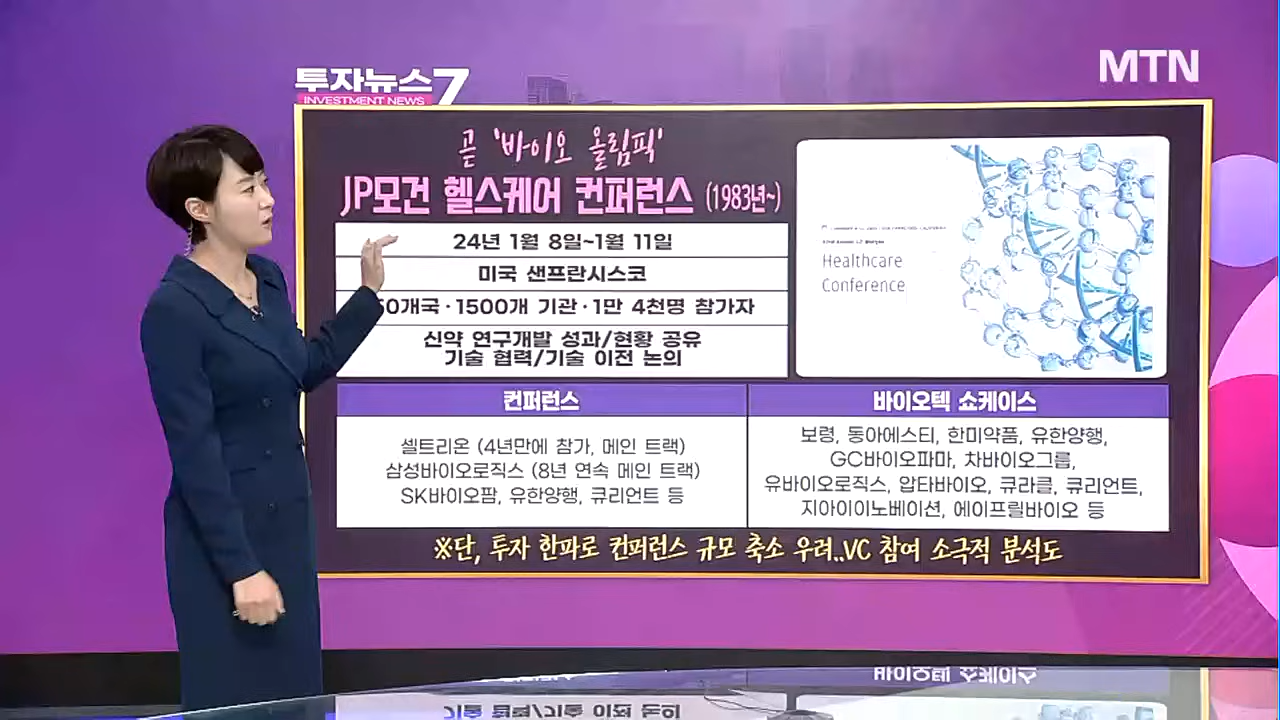 MTN
투자뉴스7
INVESTMENT NEWS
곧 '바이오 올림픽'
JP모건 헬스케어 컨퍼런스 (1983년~)
24년 1월 8일~1월 11일
미국 샌프란시스코
50개국·1500개 기관·1만 4천명 참가자
신약 연구개발 성과/현황 공유
기술 협력/기술 이전 논의
Healthcare
Conference
컨퍼런스
셀트리온 (4년만에 참가, 메인 트랙)
삼성바이오로직스 (8년 연속 메인 트랙)
SK바이오팜, 유한양행, 큐리언트 등
바이오텍 쇼케이스
보령, 동아에스티, 한미약품, 유한양행,
GC바이오파마, 차바이오그룹,
유바이오로직스, 압타바이오, 큐라클, 큐리언트,
지아이이노베이션, 에이프릴바이오 등
※단, 투자 한파로 컨퍼런스 규모 축소 우려..VC 참여 소극적 분석도